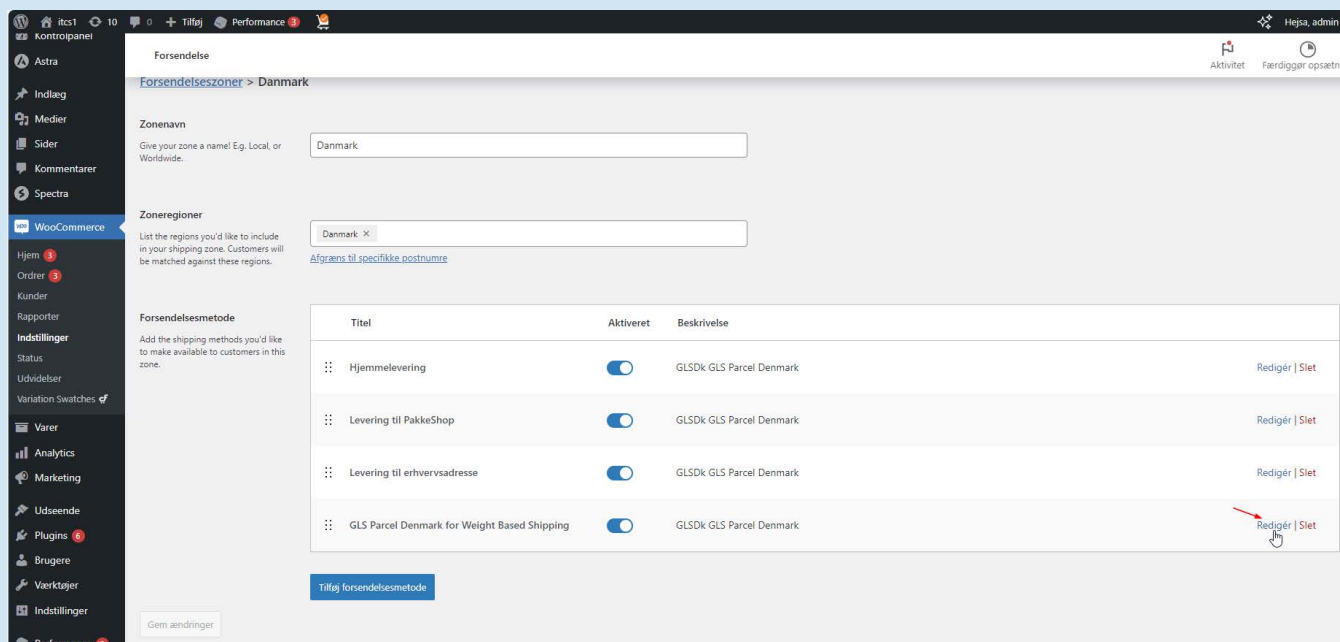 itcs1 10 0 Tilføj Performance 3 Hejsa, admin
Kontrolpanel
Astra
Indlæg
Medier
Sider
Kommentarer
Spectra
WooCommerce
Hjem 3
Ordrer 3
Kunder
Rapporter
Indstillinger
Status
Udvidelser
Variation Swatches
Varer
Analytics
Marketing
Udseende
Plugins 6
Brugere
Værktøjer
Indstillinger
Forsendelse
Aktivitet Færdiggør opsætn
Forsendelseszoner > Danmark
Zonenavn
Give your zone a name! E.g. Local, or
Worldwide.
Danmark
Zoneregioner
List the regions you'd like to include
in your shipping zone. Customers will
be matched against these regions.
Danmark ×
Afgræns til specifikke postnumre
Forsendelsesmetode
Add the shipping methods you'd like
to make available to customers in this
zone.
Titel Aktiveret Beskrivelse
Hjemmelevering GLSDk GLS Parcel Denmark Redigér | Slet
Levering til PakkeShop GLSDk GLS Parcel Denmark Redigér | Slet
Levering til erhvervsadresse GLSDk GLS Parcel Denmark Redigér | Slet
GLS Parcel Denmark for Weight Based Shipping GLSDk GLS Parcel Denmark Redigér | Slet
Tilføj forsendelsesmetode
Gem ændringer